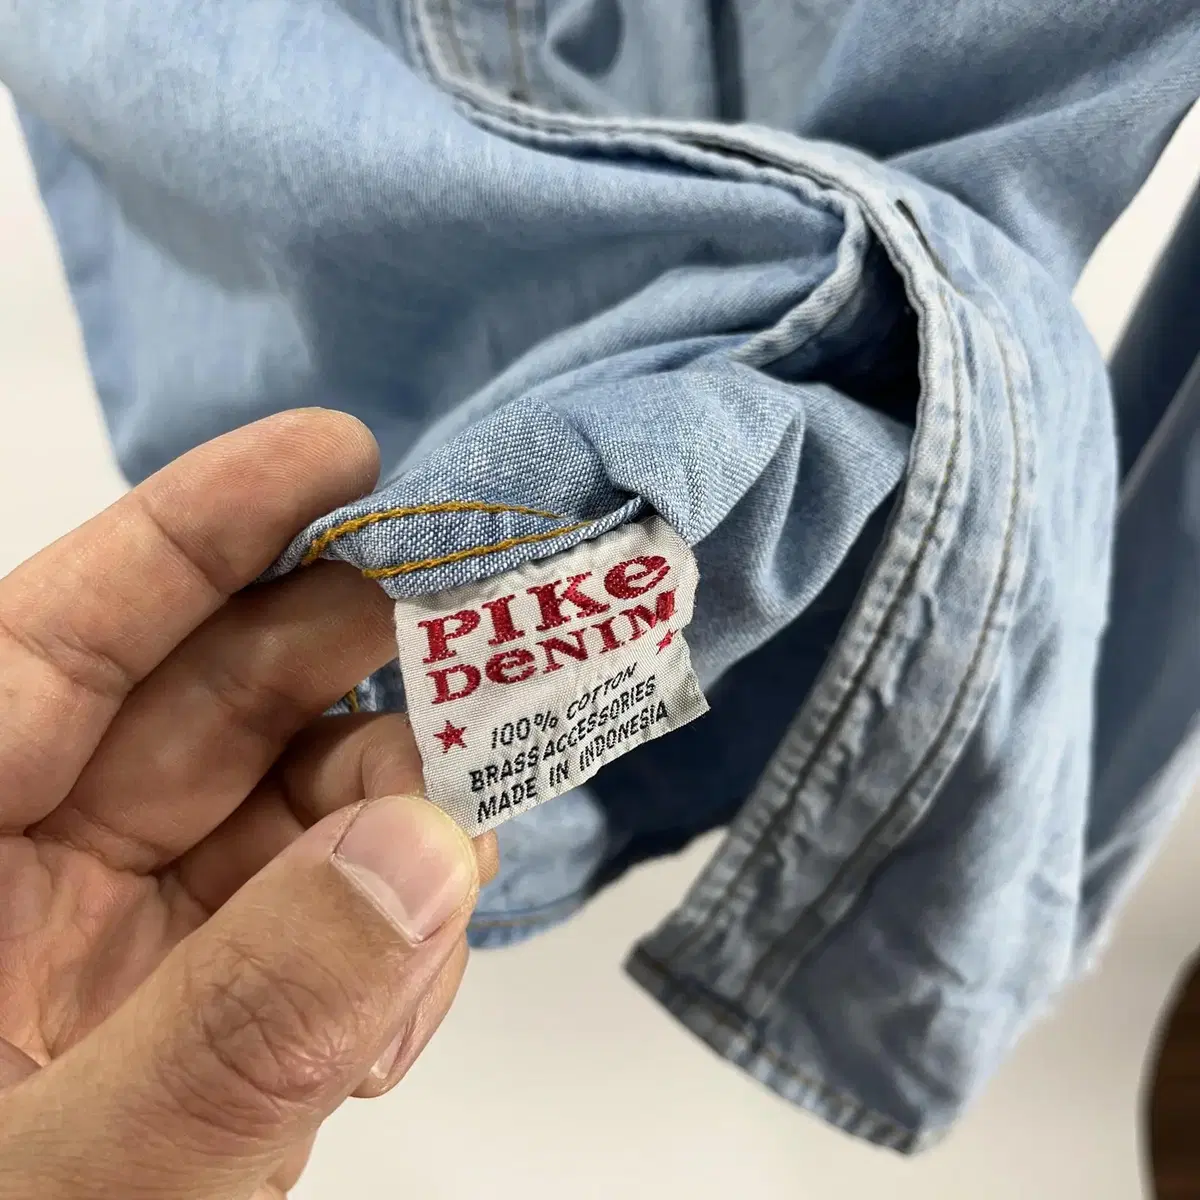 PIKe
DeNIM
100% COTTON
BRASS ACCESSORIES
MADE IN INDONESIA